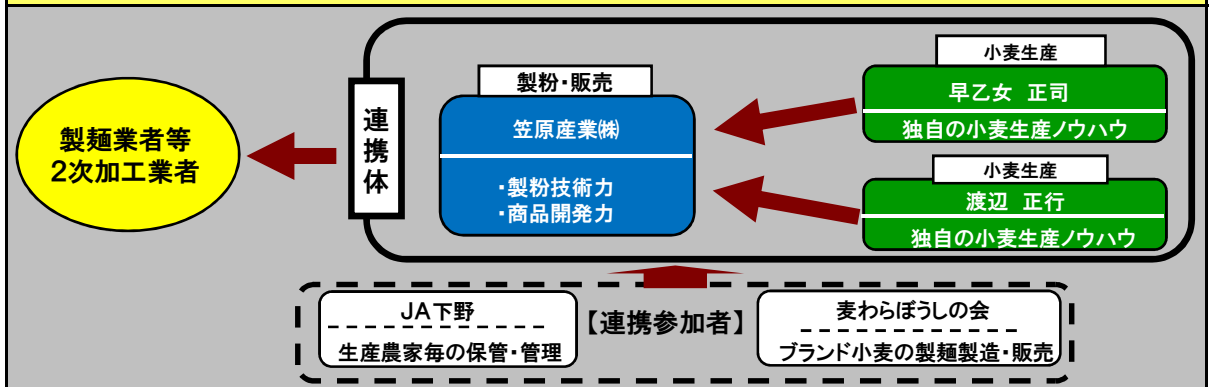 製麺業者等
2次加工業者
連携体
製粉・販売
笠原産業㈱
・製粉技術力
・商品開発力
小麦生産
早乙女 正司
独自の小麦生産ノウハウ
小麦生産
渡辺 正行
独自の小麦生産ノウハウ
JA下野
生産農家毎の保管・管理
【連携参加者】
麦わらぼうしの会
ブランド小麦の製麺製造・販売